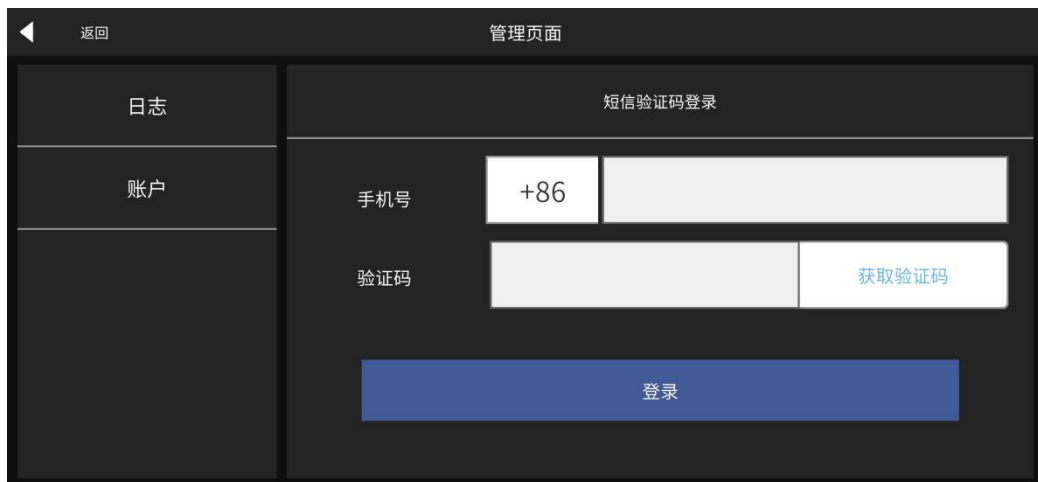 返回
管理页面
日志
账户
短信验证码登录
手机号
+86
验证码
获取验证码
登录